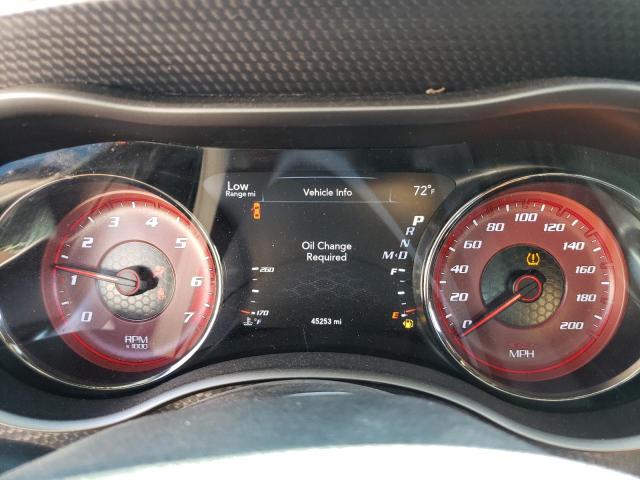 Low
Range mi
Vehicle Info
72°F
Oil Change
Required
P
R
N
M D
260
170
°F
F
E
45253 mi
0 1 2 3 4 5 6 7
RPM
x 1000
0 20 40 60 80 100 120 140 160 180 200
MPH